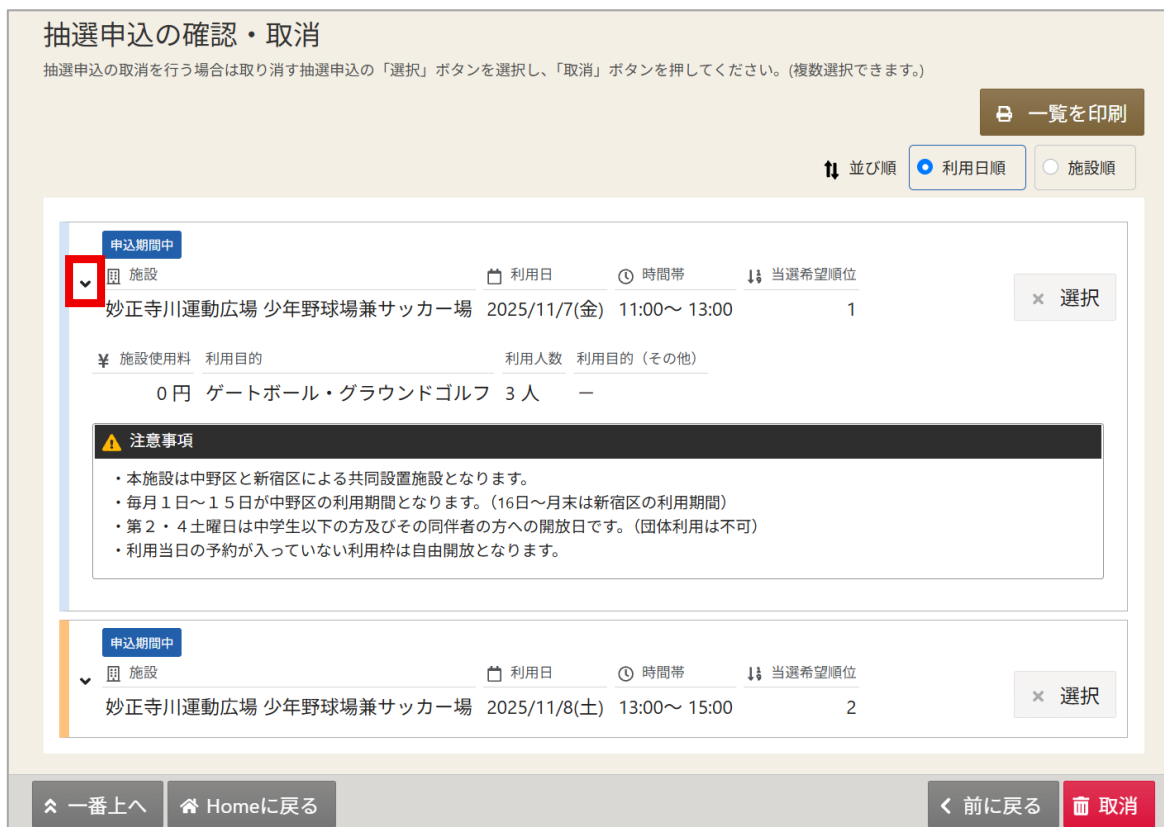 抽選申込の確認・取消
抽選申込の取消を行う場合は取り消す抽選申込の「選択」ボタンを選択し、「取消」ボタンを押してください。(複数選択できます。)
一覧を印刷
並び順 利用日順 施設順
申込期間中
施設 利用日 時間帯 当選希望順位
妙正寺川運動広場 少年野球場兼サッカー場 2025/11/7(金) 11:00～ 13:00 1
× 選択
¥ 施設使用料 利用目的 利用人数 利用目的（その他）
0 円 ゲートボール・グラウンドゴルフ 3 人 －
注意事項
・本施設は中野区と新宿区による共同設置施設となります。
・毎月１日～１５日が中野区の利用期間となります。（16日～月末は新宿区の利用期間）
・第２・４土曜日は中学生以下の方及びその同伴者の方への開放日です。（団体利用は不可）
・利用当日の予約が入っていない利用枠は自由開放となります。
申込期間中
施設 利用日 時間帯 当選希望順位
妙正寺川運動広場 少年野球場兼サッカー場 2025/11/8(土) 13:00～ 15:00 2
× 選択
一番上へ Homeに戻る 前に戻る 取消